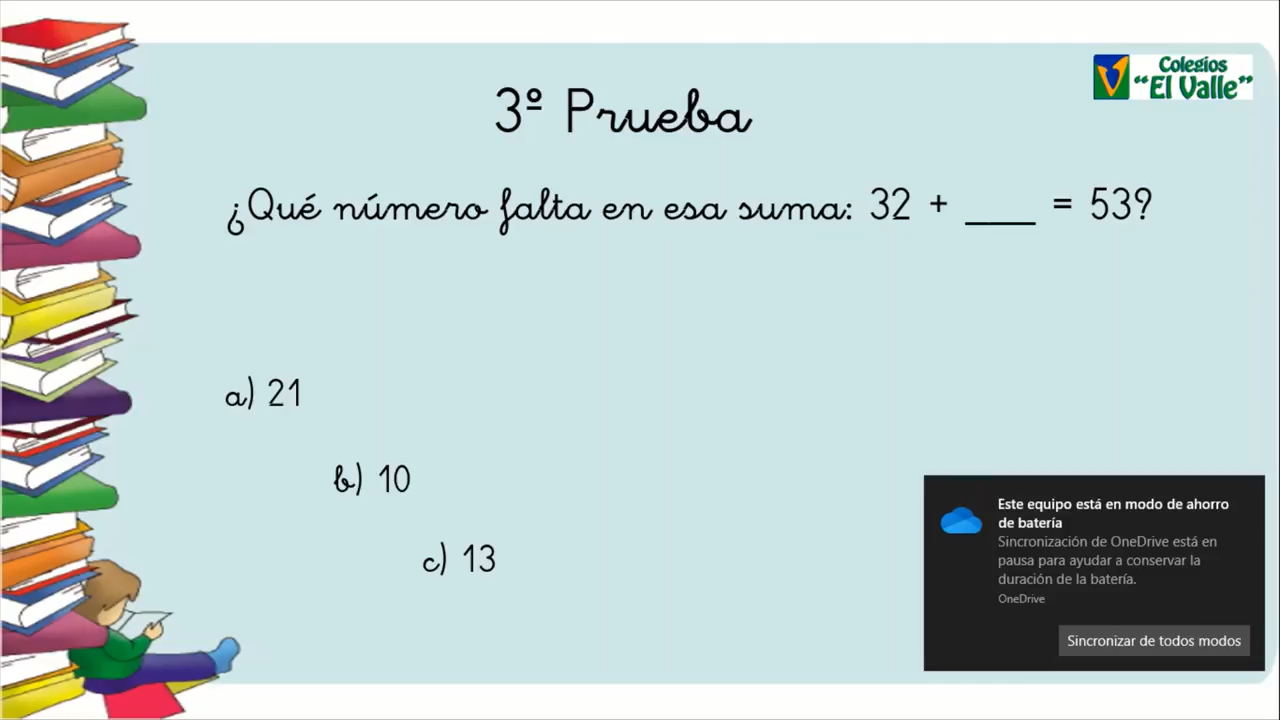 Colegios
"El Valle"
3º Prueba
¿Qué número falta en esa suma: 32 + ____ = 53?
a) 21
b) 10
c) 13
Este equipo está en modo de ahorro
de batería
Sincronización de OneDrive está en
pausa para ayudar a conservar la
duración de la batería.
OneDrive
Sincronizar de todos modos